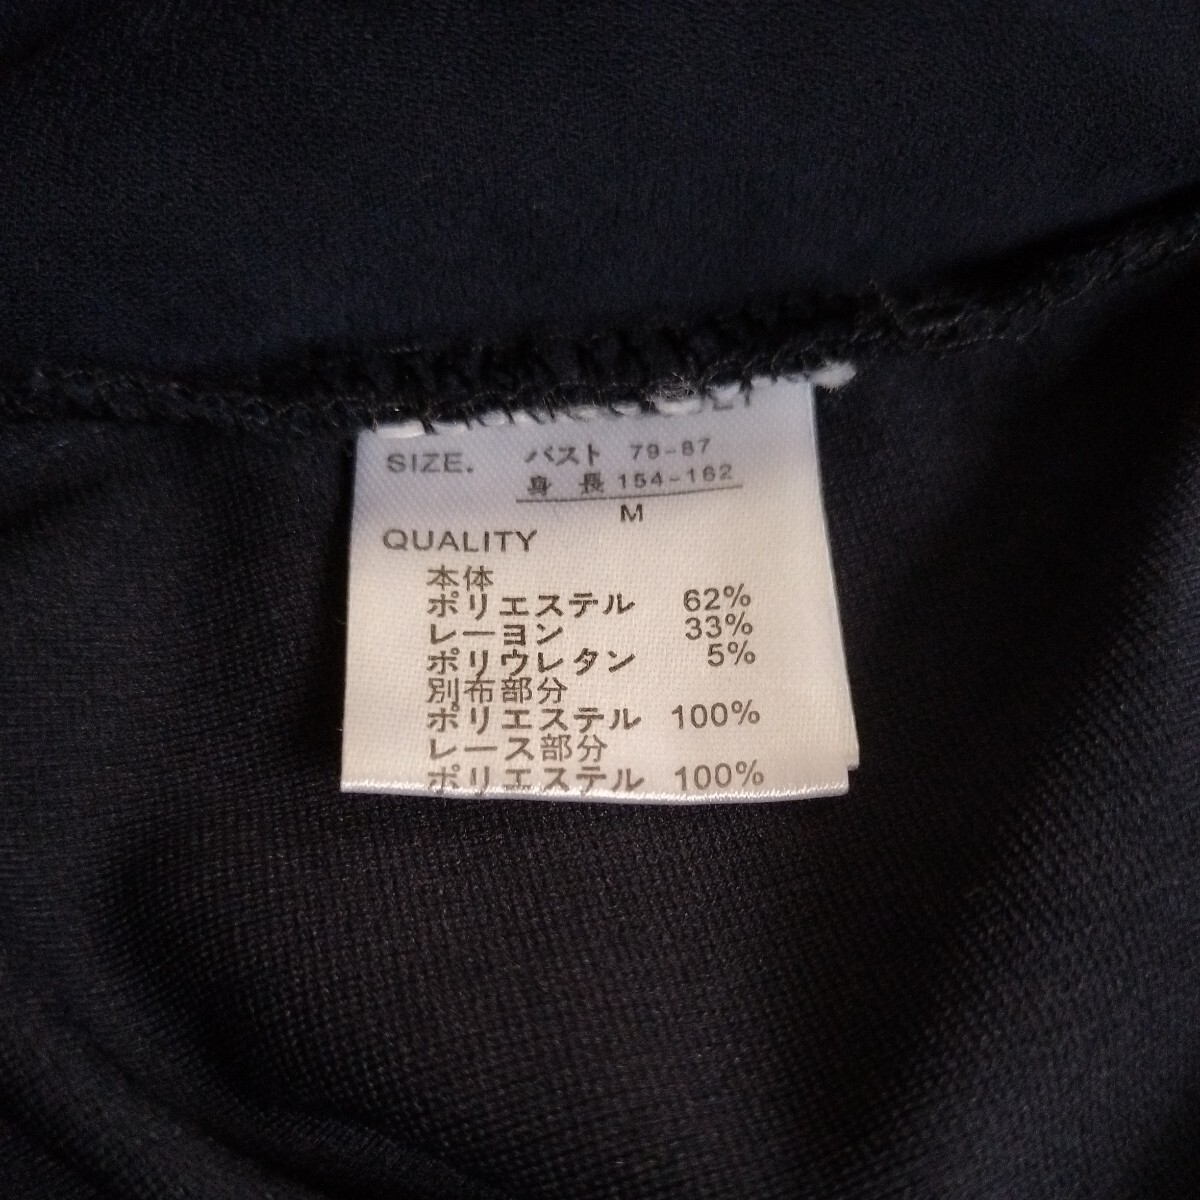 SIZE. バスト 79-87
身 長 154-162
M
QUALITY
本体
ポリエステル 62%
レーヨン 33%
ポリウレタン 5%
別布部分
ポリエステル 100%
レース部分
ポリエステル 100%